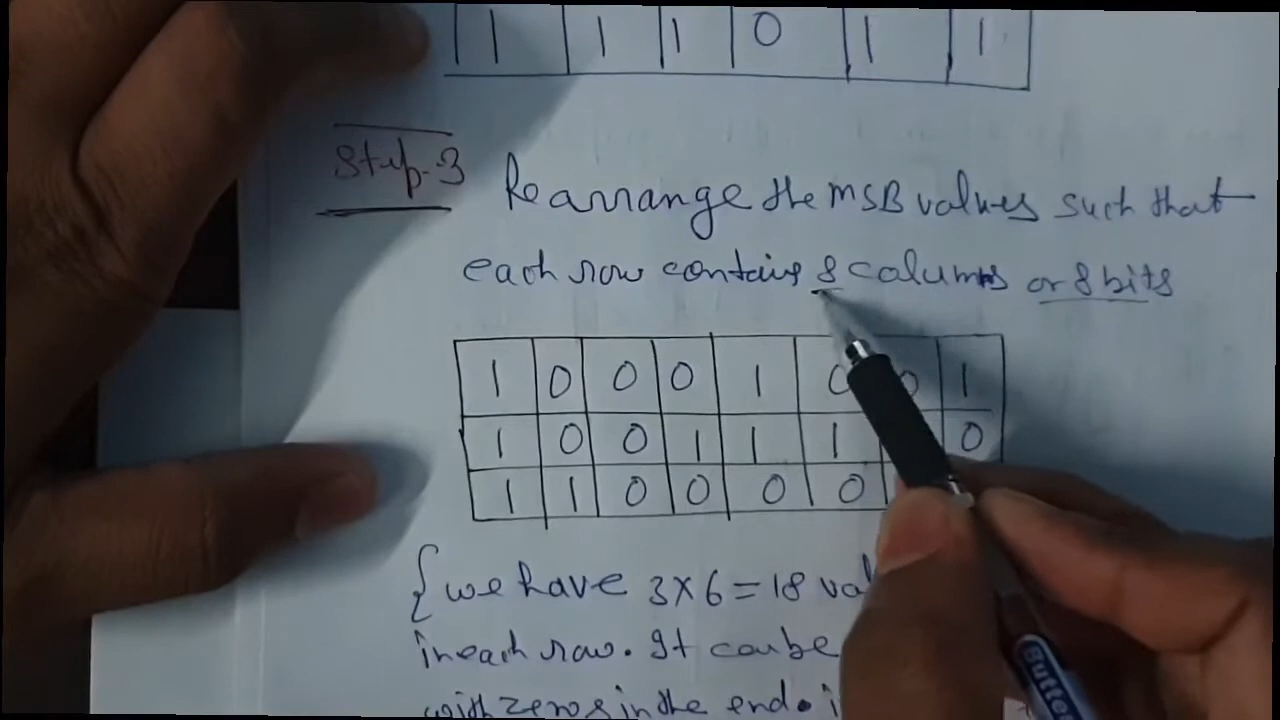 1 1 1 0 1 1
Step-3 Rearrange the MSB values such that
each row contains 8 columns or 8 bits
1 0 0 0 1 0 0 1
1 0 0 1 1 1 0
1 1 0 0 0 0
{ we have 3x6=18
in each row. It can be
with zeros in the end.
Butter